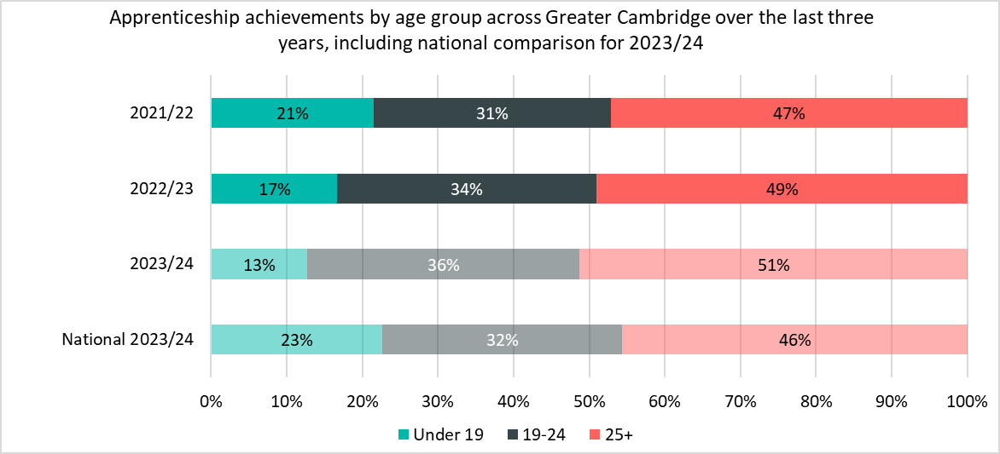 Apprenticeship achievements by age group across Greater Cambridge over the last three
years, including national comparison for 2023/24
2021/22 21% 31% 47%
2022/23 17% 34% 49%
2023/24 13% 36% 51%
National 2023/24 23% 32% 46%
0% 10% 20% 30% 40% 50% 60% 70% 80% 90% 100%
Under 19 19-24 25+